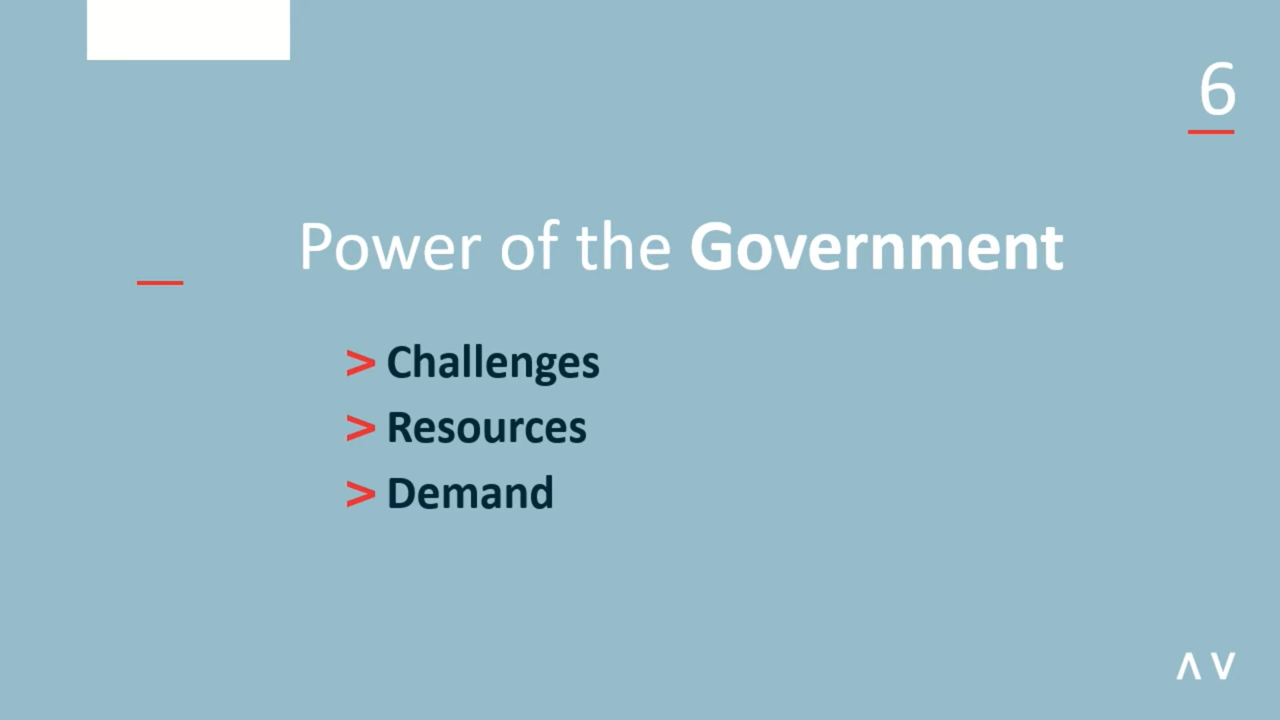 6
Power of the Government
> Challenges
> Resources
> Demand
Λ V